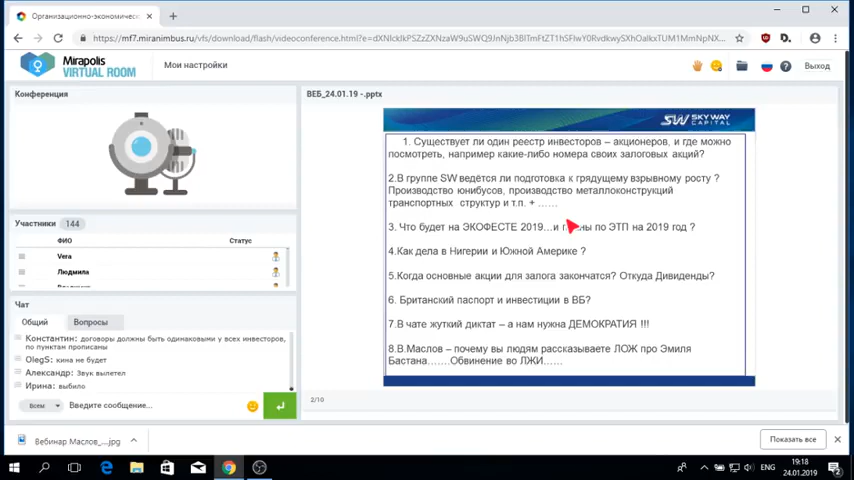 Организационно-экономическ
https://mf7.miranimbus.ru/vfs/download/flash/videoconference.html?e=
Mirapolis
VIRTUAL ROOM
Мои настройки
Выход
Конференция
ВЕБ_24.01.19 -.pptx
SW SKY WAY
CAPITAL
1. Существует ли один реестр инвесторов – акционеров, и где можно
посмотреть, например какие-либо номера своих залоговых акций?
2.В группе SW ведётся ли подготовка к грядущему взрывному росту ?
Производство юнибусов, производство металлоконструкций
транспортных структур и т.п. + ……
3. Что будет на ЭКОФЕСТЕ 2019…и по ЭТП на 2019 год ?
4.Как дела в Нигерии и Южной Америке ?
5.Когда основные акции для залога закончатся? Откуда Дивиденды?
6. Британский паспорт и инвестиции в ВБ?
7.В чате жуткий диктат – а нам нужна ДЕМОКРАТИЯ !!!
8.В.Маслов – почему вы людям рассказываете ЛОЖ про Эмиля
Бастана…….Обвинение во ЛЖИ……
2/10
Участники 144
ФИО Статус
Vera
Людмила
Чат
Общий Вопросы
Константин: договоры должны быть одинаковыми у всех инвесторов,
по пунктам прописаны
OlegS: кина не будет
Александр: Звук вылетел
Ирина: выбило
Всем Введите сообщение...
Вебинар Маслов_....jpg
Показать все
ENG
19:18
24.01.2019
2